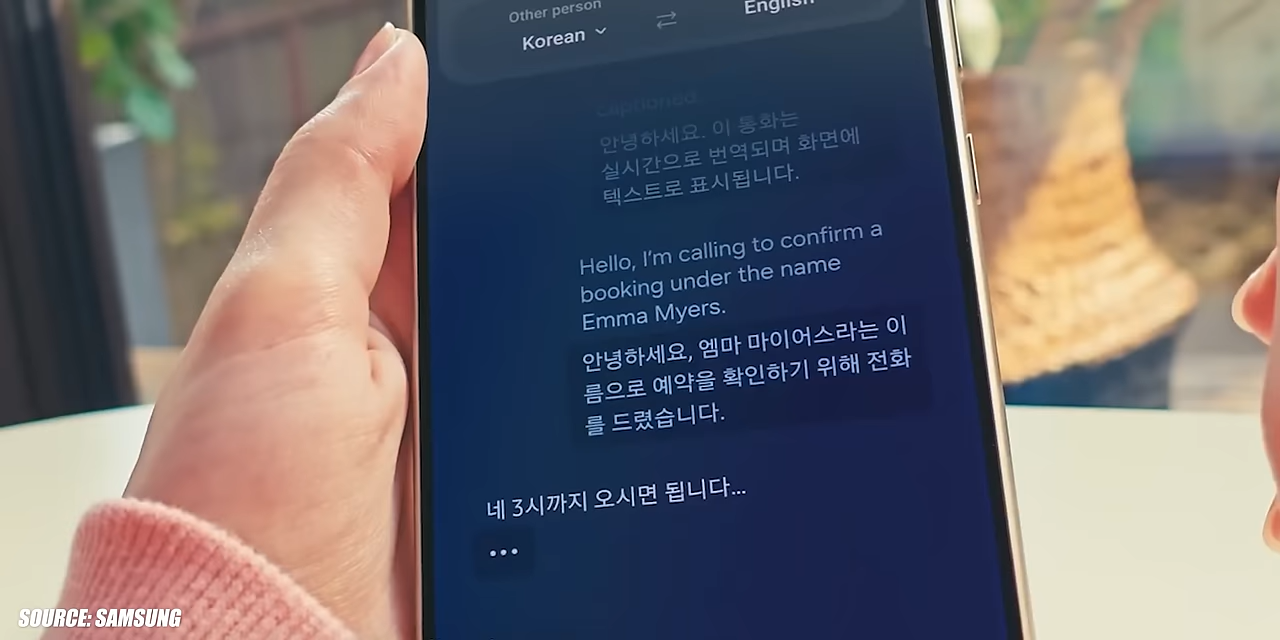 Other person
Korean
English
Captioned.
안녕하세요. 이 통화는
실시간으로 번역되며 화면에
텍스트로 표시됩니다.
Hello, I'm calling to confirm a
booking under the name
Emma Myers.
안녕하세요, 엠마 마이어스라는 이
름으로 예약을 확인하기 위해 전화
를 드렸습니다.
네 3시까지 오시면 됩니다...
SOURCE: SAMSUNG